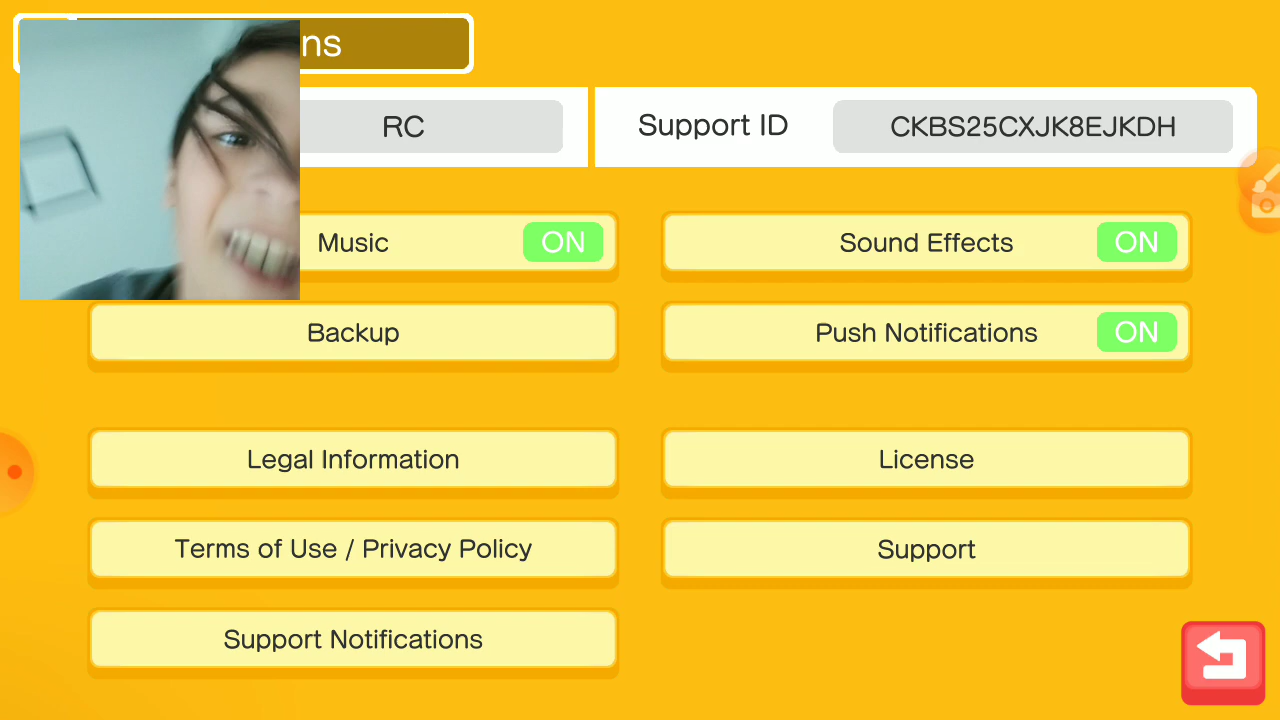 ns
RC
Support ID
CKBS25CXJK8EJKDH
Music ON
Sound Effects ON
Backup
Push Notifications ON
Legal Information
License
Terms of Use / Privacy Policy
Support
Support Notifications